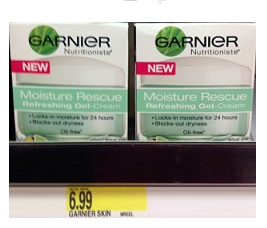 GARNIER
Nutritioniste®
NEW
Moisture Rescue
Refreshing Gel-Cream
• Locks-in moisture for 24 hours
• Blocks-out dryness
Oil-free*
GARNIER
Nutritioniste®
NEW
Moisture Rescue
Refreshing Gel-Cream
• Locks-in moisture for 24 hours
• Blocks-out dryness
Oil-free*
6.99
GARNIER SKIN